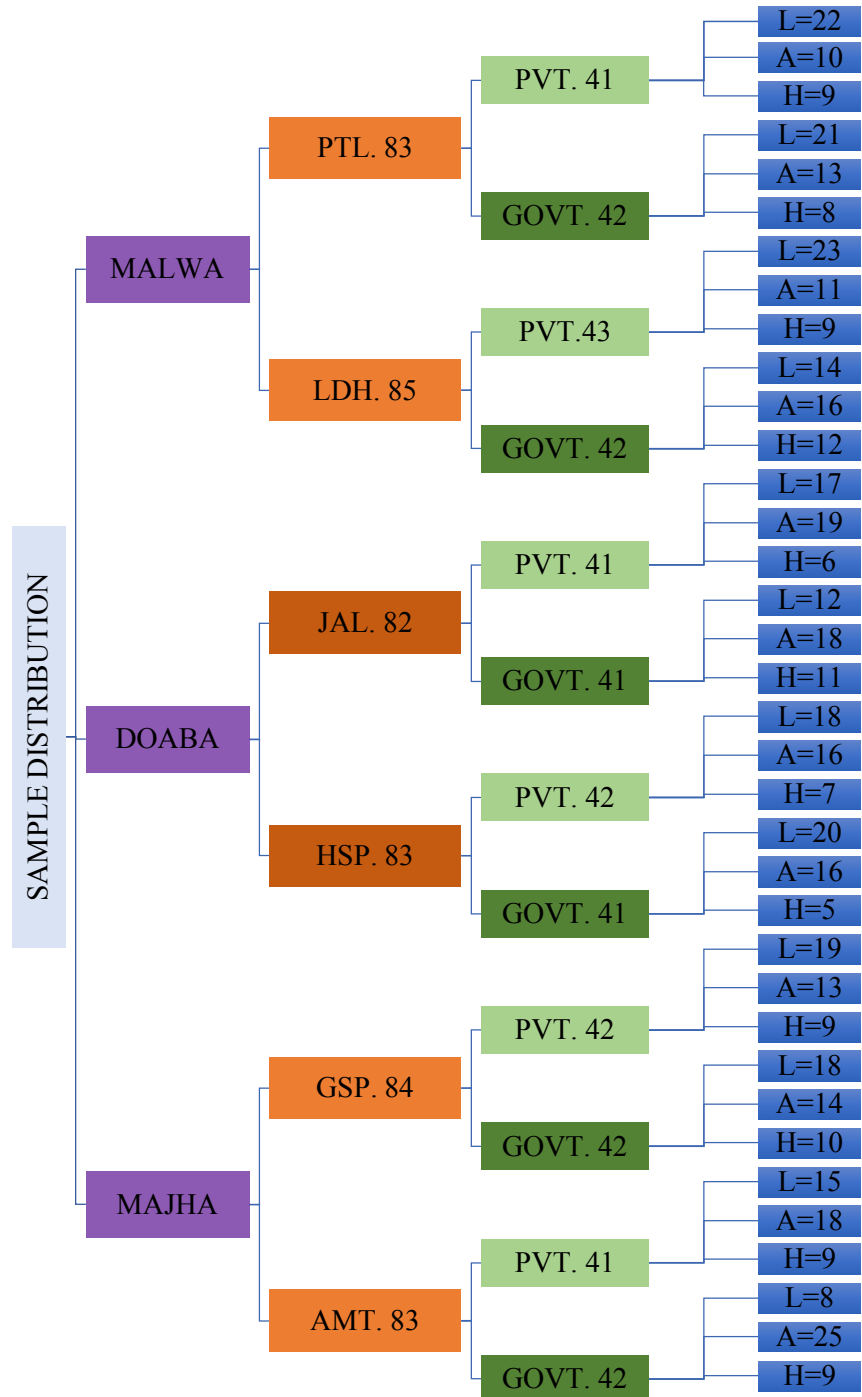 SAMPLE DISTRIBUTION
MALWA
PTL. 83
PVT. 41
L=22
A=10
H=9
GOVT. 42
L=21
A=13
H=8
LDH. 85
PVT.43
L=23
A=11
H=9
GOVT. 42
L=14
A=16
H=12
DOABA
JAL. 82
PVT. 41
L=17
A=19
H=6
GOVT. 41
L=12
A=18
H=11
HSP. 83
PVT. 42
L=18
A=16
H=7
GOVT. 41
L=20
A=16
H=5
MAJHA
GSP. 84
PVT. 42
L=19
A=13
H=9
GOVT. 42
L=18
A=14
H=10
AMT. 83
PVT. 41
L=15
A=18
H=9
GOVT. 42
L=8
A=25
H=9